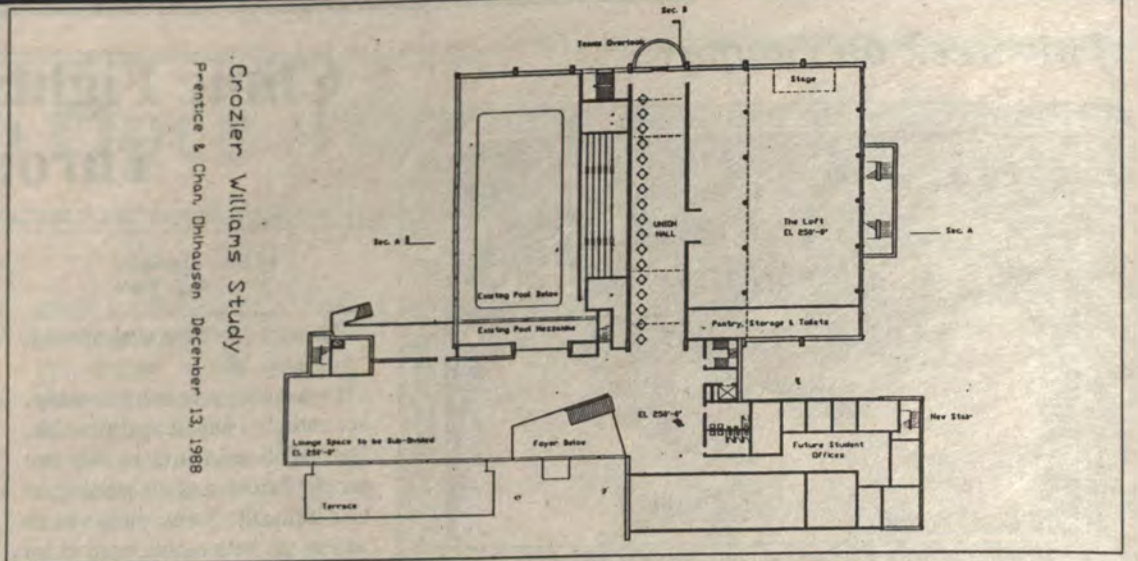 Sec. B
Tennis Overlook
Stage
Crozier Williams Study
Prentice & Chan, Ohlhausen December 13, 1988
UNION
HALL
The Loft
EL 250'-0"
Sec. A
Sec. A
Existing Pool Below
Existing Pool Mezzanine
Pantry, Storage & Toilets
EL 250'-0"
New Stair
Lounge Space to be Sub-Divided
EL 250'-0"
Foyer Below
Future Student
Offices
Terrace